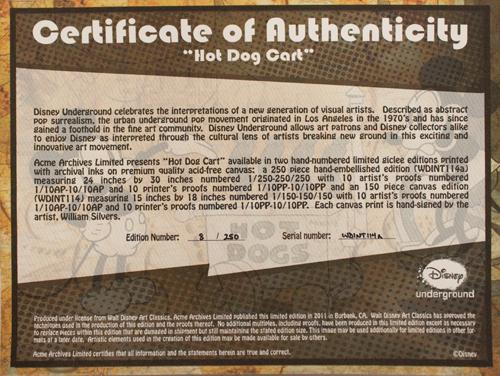 Certificate of Authenticity
"Hot Dog Cart"
Disney Underground celebrates the interpretations of a new generation of visual artists. Described as abstract
pop surrealism, the urban underground pop movement originated in Los Angeles in the 1970's and has since
gained a foothold in the fine art community. Disney Underground allows art patrons and Disney collectors alike
to enjoy Disney as interpreted through the cultural lens of artists breaking new ground in this exciting and
innovative art movement.
Acme Archives Limited presents "Hot Dog Cart" available in two hand-numbered limited giclee editions printed
with archival inks on premium quality acid-free canvas: a 250 piece hand-embellished edition (WDINT114a)
measuring 24 inches by 30 inches numbered 1/250-250/250 with 10 artist's proofs numbered
1/10AP-10/10AP and 10 printer's proofs numbered 1/10PP-10/10PP and an 150 piece canvas edition
(WDINT114) measuring 15 inches by 18 inches numbered 1/150-150/150 with 10 artist's proofs numbered
1/10AP-10/10AP and 10 printer's proofs numbered 1/10PP-10/10PP. Each canvas print is hand-signed by the
artist, William Silvers.
Edition Number: 8 / 250 Serial number: WDINT114A
HOT
DOGS
Disney
underground
Produced under license from Walt Disney Art Classics. Acme Archives Limited published this limited edition in 2011 in Burbank, CA. Walt Disney Art Classics has approved the
techniques used in the production of this edition and the proofs thereof. No additional multiples, including proofs, have been produced in this limited edition except as necessary
to replace pieces within this edition that are damaged in shipment but still maintaining the stated edition size. This image may be used additionally for limited editions in other for-
mats at a later date. Artistic elements used in the creation of this edition may be made available for sale by others.
Acme Archives Limited certifies that all information and the statements herein are true and correct.
©Disney